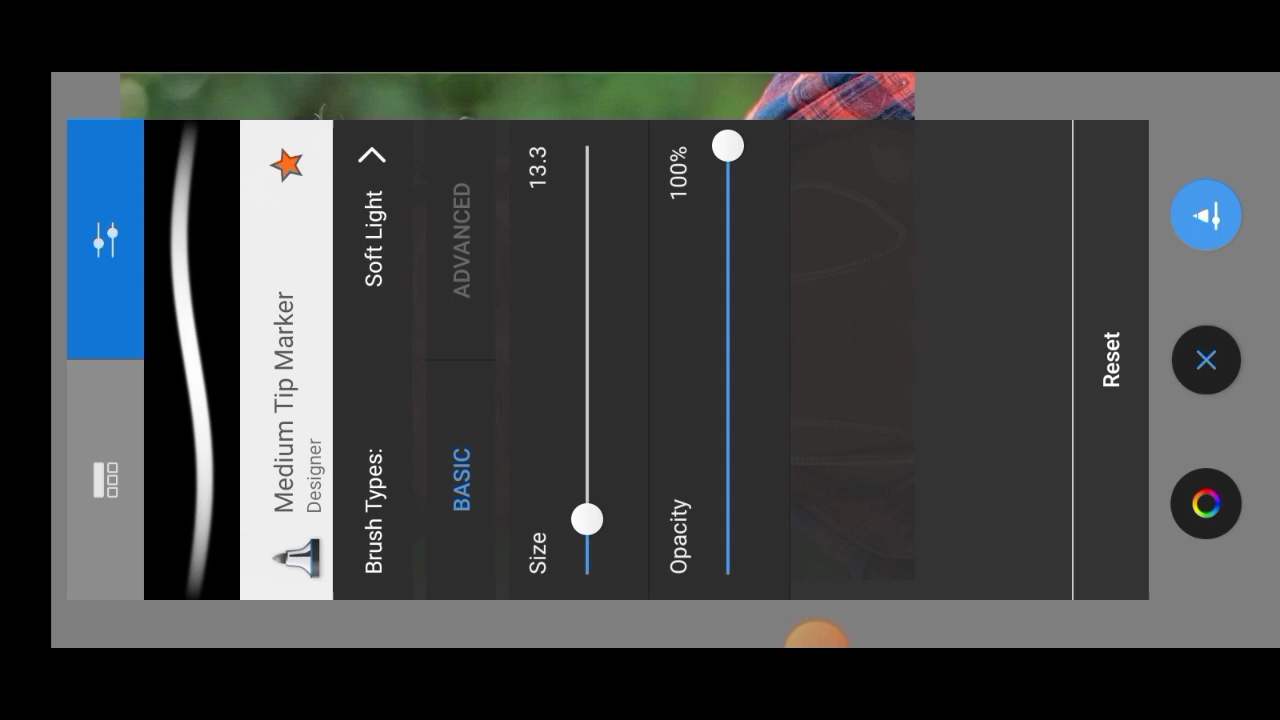 Medium Tip Marker
Designer
Brush Types: Soft Light
BASIC ADVANCED
Size 13.3
Opacity 100%
Reset